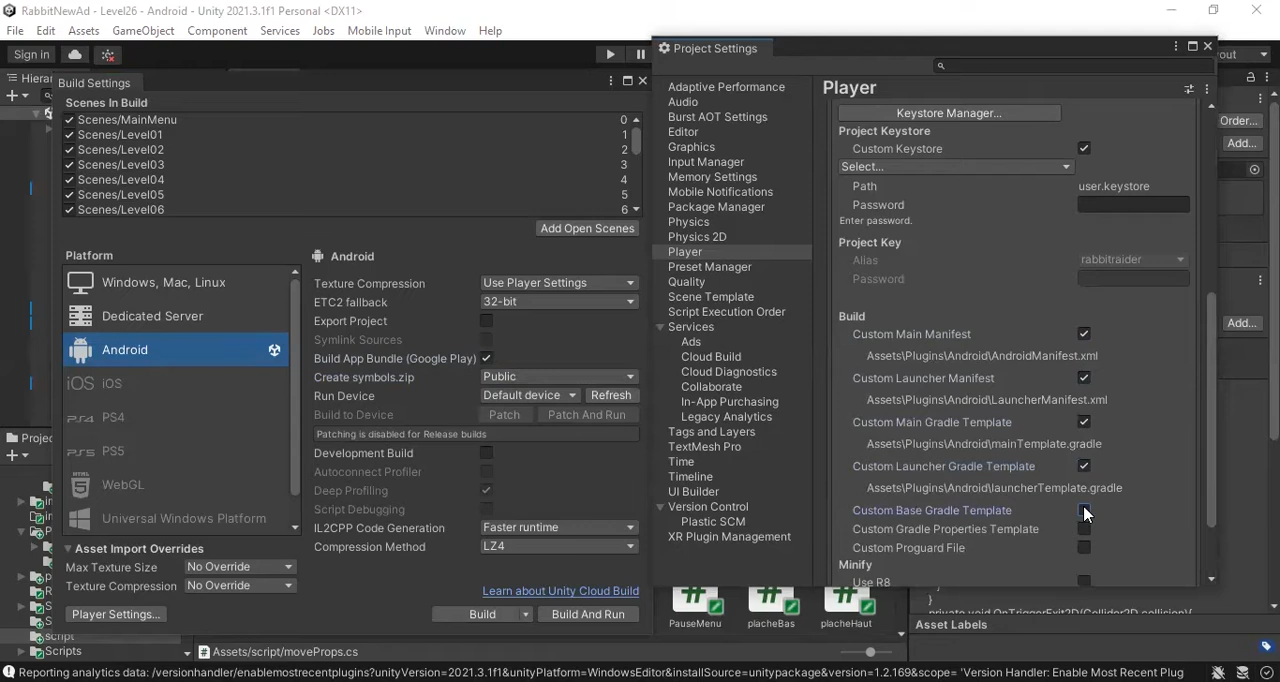 RabbitNewAd - Level26 - Android - Unity 2021.3.1f1 Personal <DX11>
File Edit Assets GameObject Component Services Jobs Mobile Input Window Help
Sign in
Hierar
Build Settings
Scenes In Build
Scenes/MainMenu 0
Scenes/Level01 1
Scenes/Level02 2
Scenes/Level03 3
Scenes/Level04 4
Scenes/Level05 5
Scenes/Level06 6
Add Open Scenes
Platform
Windows, Mac, Linux
Dedicated Server
Android
iOS iOS
PS4 PS4
PS5 PS5
WebGL
Universal Windows Platform
Asset Import Overrides
Max Texture Size No Override
Texture Compression No Override
Player Settings...
Android
Texture Compression Use Player Settings
ETC2 fallback 32-bit
Export Project
Symlink Sources
Build App Bundle (Google Play)
Create symbols.zip Public
Run Device Default device Refresh
Build to Device Patch Patch And Run
Patching is disabled for Release builds
Development Build
Autoconnect Profiler
Deep Profiling
Script Debugging
IL2CPP Code Generation Faster runtime
Compression Method LZ4
Learn about Unity Cloud Build
Build Build And Run
Project Settings
Adaptive Performance
Audio
Burst AOT Settings
Editor
Graphics
Input Manager
Memory Settings
Mobile Notifications
Package Manager
Physics
Physics 2D
Player
Preset Manager
Quality
Scene Template
Script Execution Order
Services
Ads
Cloud Build
Cloud Diagnostics
Collaborate
In-App Purchasing
Legacy Analytics
Tags and Layers
TextMesh Pro
Time
Timeline
UI Builder
Version Control
Plastic SCM
XR Plugin Management
Player
Keystore Manager...
Project Keystore
Custom Keystore
Select...
Path user.keystore
Password
Enter password.
Project Key
Alias rabbitraider
Password
Build
Custom Main Manifest
Assets\Plugins\Android\AndroidManifest.xml
Custom Launcher Manifest
Assets\Plugins\Android\LauncherManifest.xml
Custom Main Gradle Template
Assets\Plugins\Android\mainTemplate.gradle
Custom Launcher Gradle Template
Assets\Plugins\Android\launcherTemplate.gradle
Custom Base Gradle Template
Custom Gradle Properties Template
Custom Proguard File
Minify
Use R8
out
Order...
Add...
Add...
Projec
script
Scripts
PauseMenu placheBas placheHaut
}
private void OnTriggerExit2D(Collider2D collision){
Asset Labels
Assets/script/moveProps.cs
Reporting analytics data: /versionhandler/enablemostrecentplugins?unityVersion=2021.3.1f1&unityPlatform=WindowsEditor&installSource=unitypackage&version=1.2.169&scope= 'Version Handler: Enable Most Recent Plug